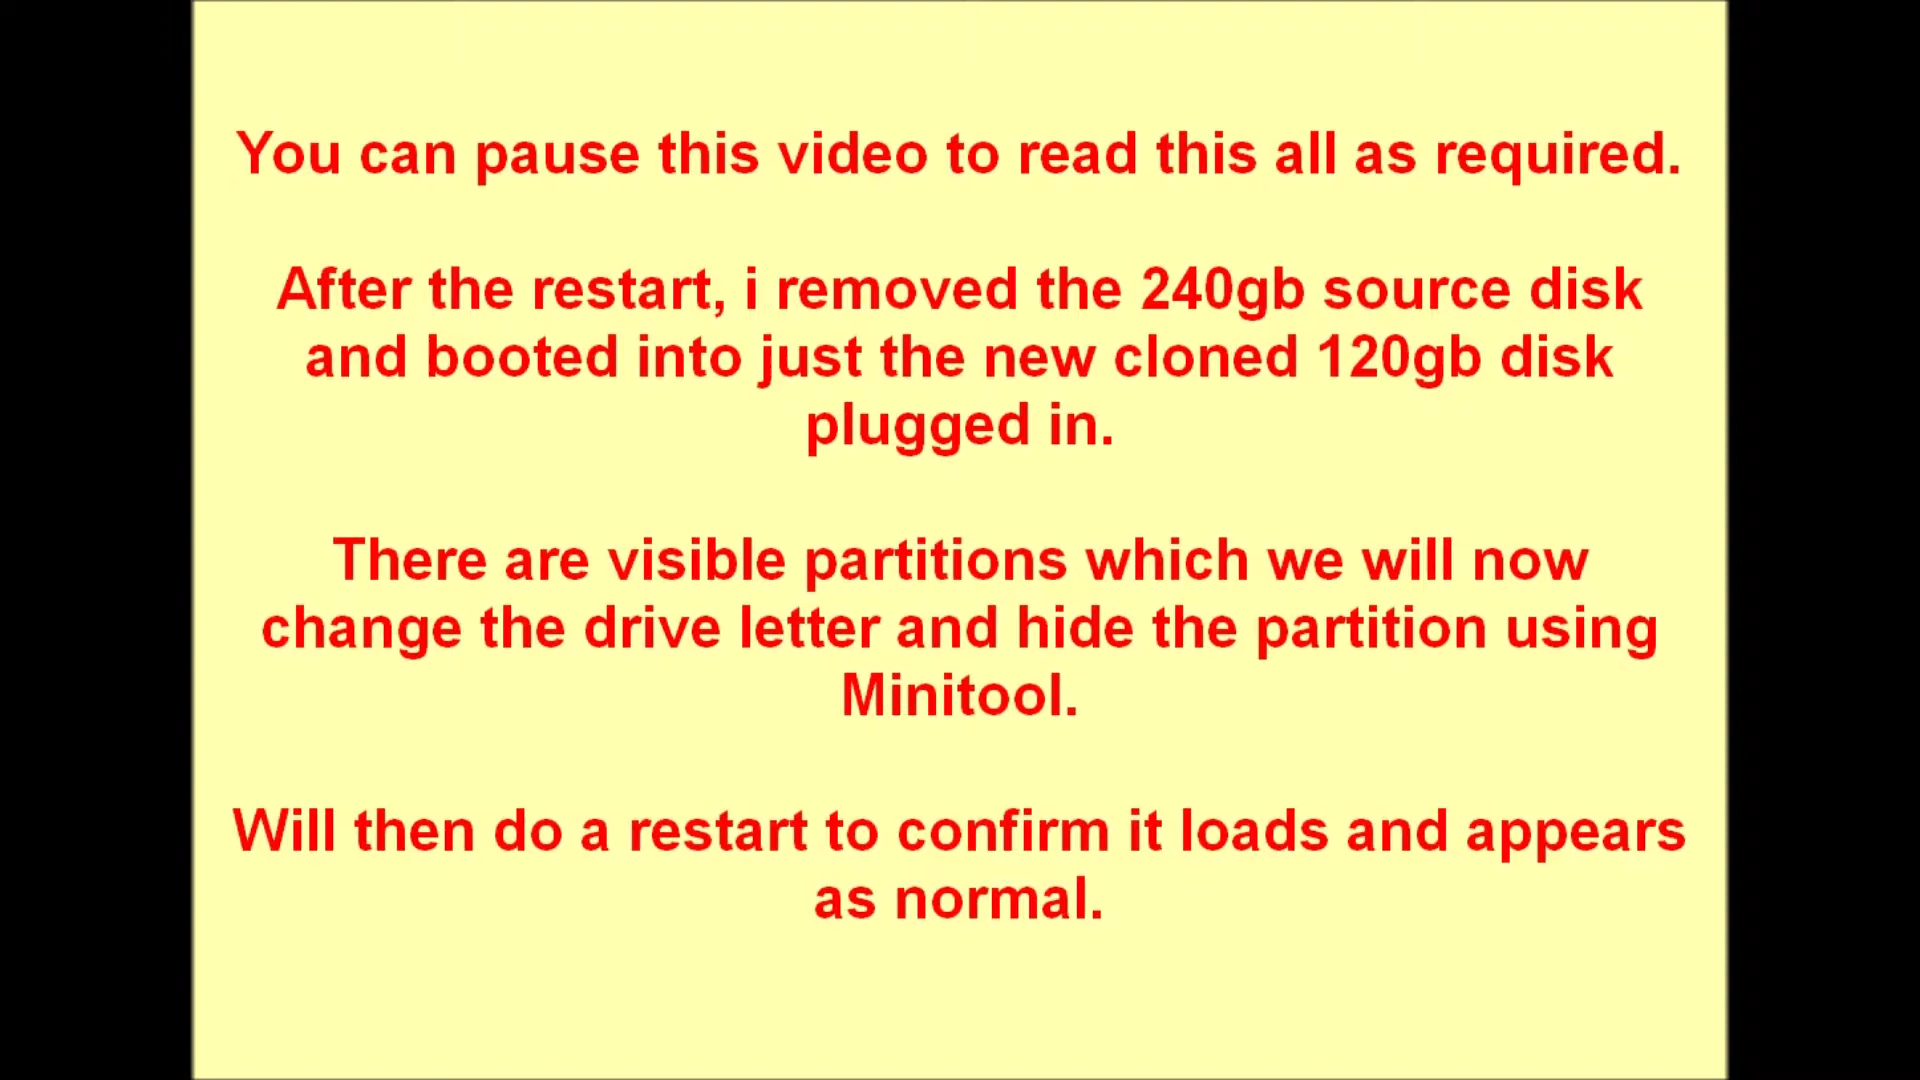 You can pause this video to read this all as required.
After the restart, i removed the 240gb source disk
and booted into just the new cloned 120gb disk
plugged in.
There are visible partitions which we will now
change the drive letter and hide the partition using
Minitool.
Will then do a restart to confirm it loads and appears
as normal.